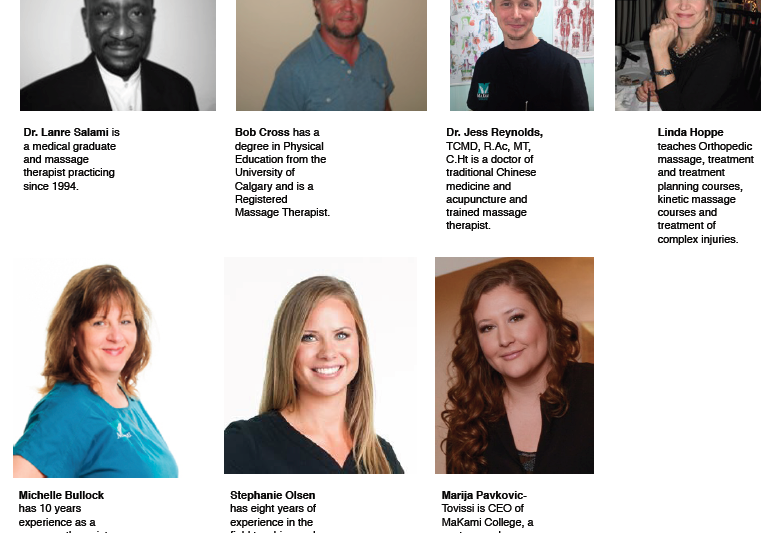 Dr. Lanre Salami is
a medical graduate
and massage
therapist practicing
since 1994.
Bob Cross has a
degree in Physical
Education from the
University of
Calgary and is a
Registered
Massage Therapist.
Dr. Jess Reynolds,
TCMD, R.Ac, MT,
C.Ht is a doctor of
traditional Chinese
medicine and
acupuncture and
trained massage
therapist.
Linda Hoppe
teaches Orthopedic
massage, treatment
and treatment
planning courses,
kinetic massage
courses and
treatment of
complex injuries.
Michelle Bullock
has 10 years
experience as a
Stephanie Olsen
has eight years of
experience in the
Marija Pavkovic-
Tovissi is CEO of
MaKami College, a